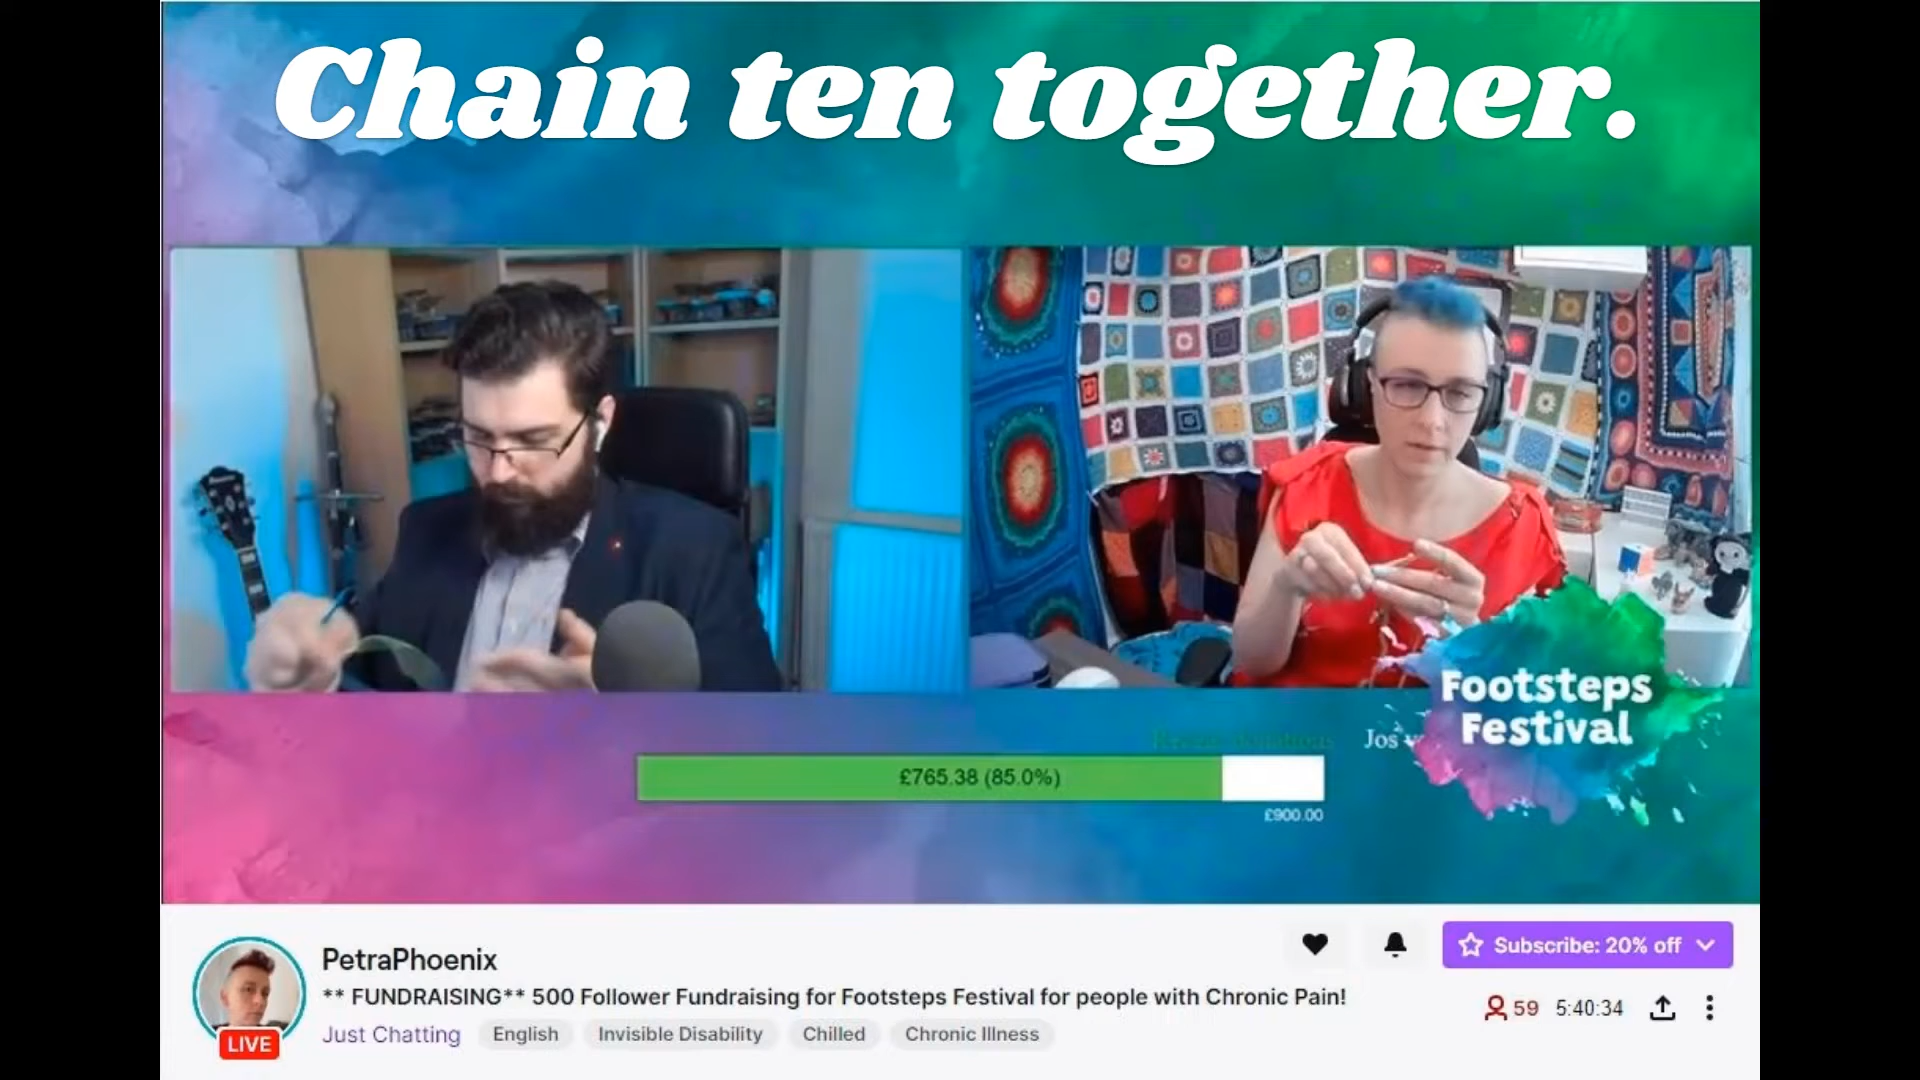 Chain ten together.
Footsteps
Festival
£765.38 (85.0%)
£900.00
PetraPhoenix
** FUNDRAISING** 500 Follower Fundraising for Footsteps Festival for people with Chronic Pain!
Just Chatting English Invisible Disability Chilled Chronic Illness
LIVE
Subscribe: 20% off
59 5:40:34